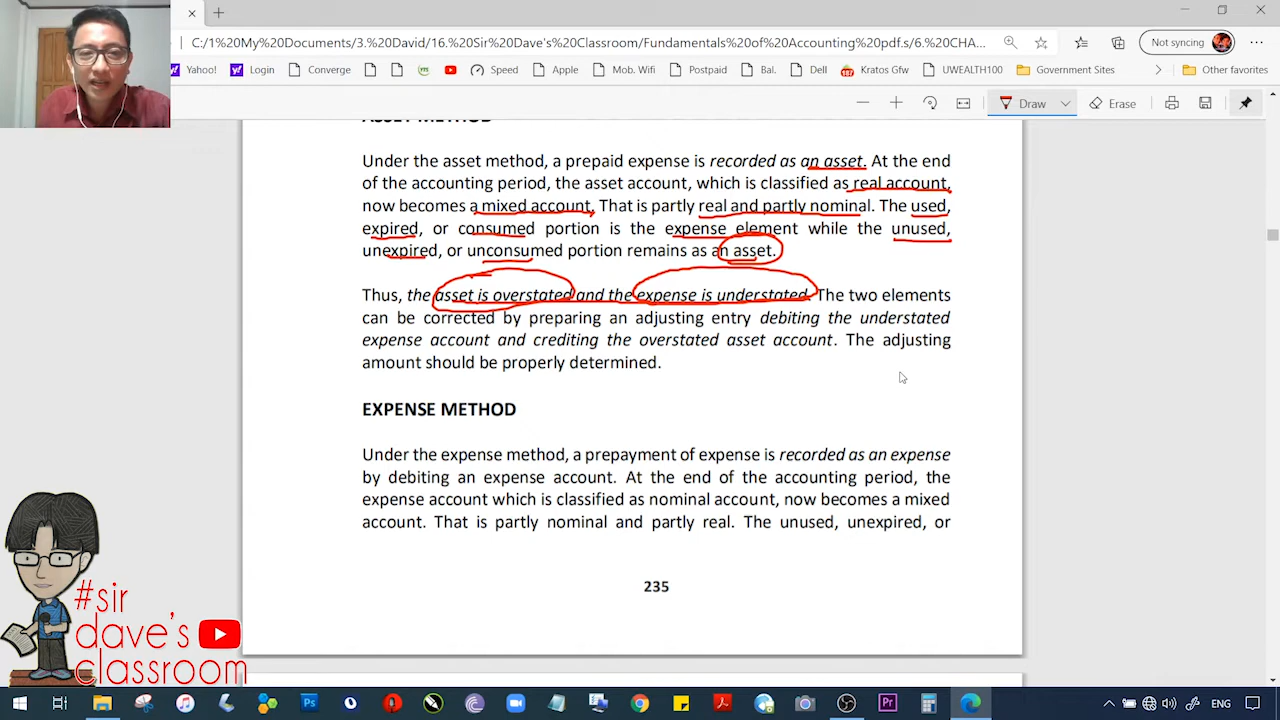 C:/1%20My%20Documents/3.%20David/16.%20Sir%20Dave's%20Classroom/Fundamentals%20of%20Accounting%20pdf.s/6.%20CHA...
Not syncing
Yahoo!
Login
Converge
Speed
Apple
Mob. Wifi
Postpaid
Bal.
Dell
Kratos Gfw
UWEALTH100
Government Sites
Other favorites
Draw
Erase
ASSET METHOD
Under the asset method, a prepaid expense is recorded as an asset. At the end
of the accounting period, the asset account, which is classified as real account,
now becomes a mixed account. That is partly real and partly nominal. The used,
expired, or consumed portion is the expense element while the unused,
unexpired, or unconsumed portion remains as an asset.
Thus, the asset is overstated and the expense is understated. The two elements
can be corrected by preparing an adjusting entry debiting the understated
expense account and crediting the overstated asset account. The adjusting
amount should be properly determined.
EXPENSE METHOD
Under the expense method, a prepayment of expense is recorded as an expense
by debiting an expense account. At the end of the accounting period, the
expense account which is classified as nominal account, now becomes a mixed
account. That is partly nominal and partly real. The unused, unexpired, or
235
#sir
dave's
classroom
ENG